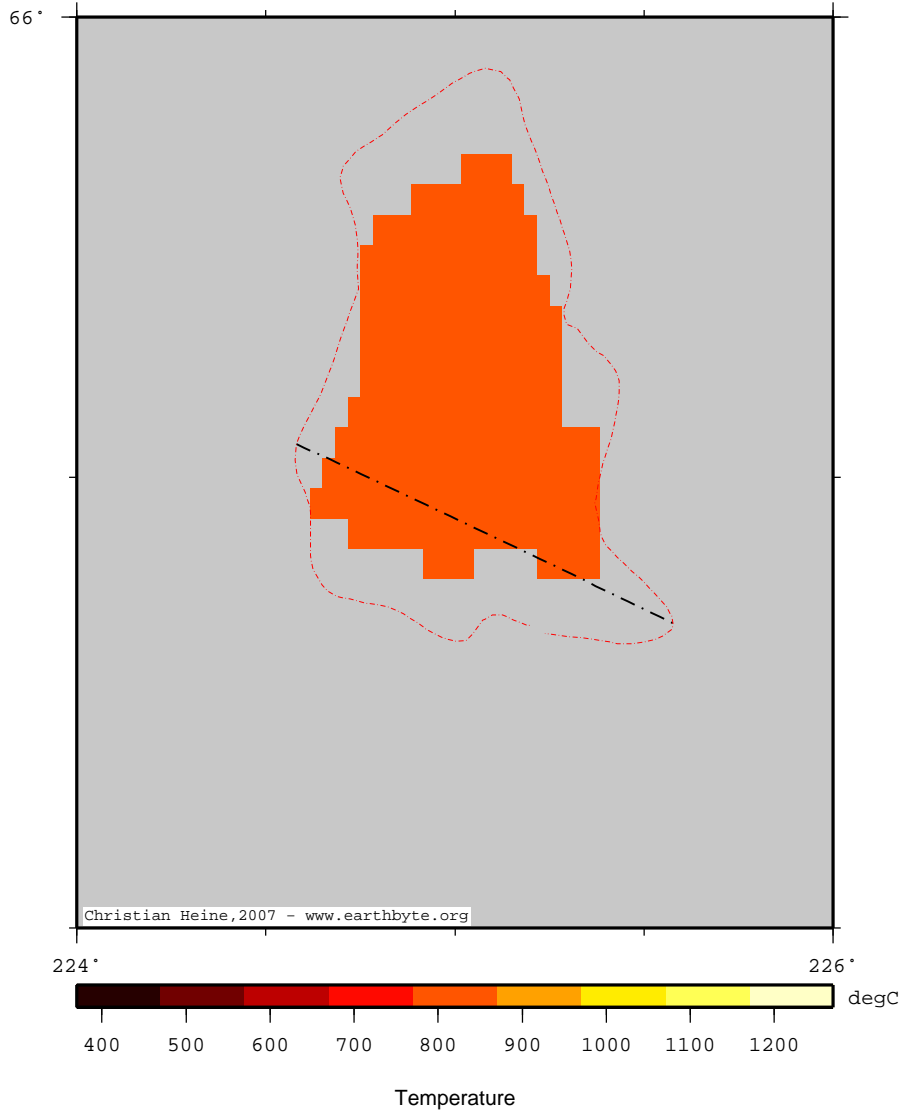 66°
Christian Heine,2007 - www.earthbyte.org
224° 226°
degC
400 500 600 700 800 900 1000 1100 1200
Temperature